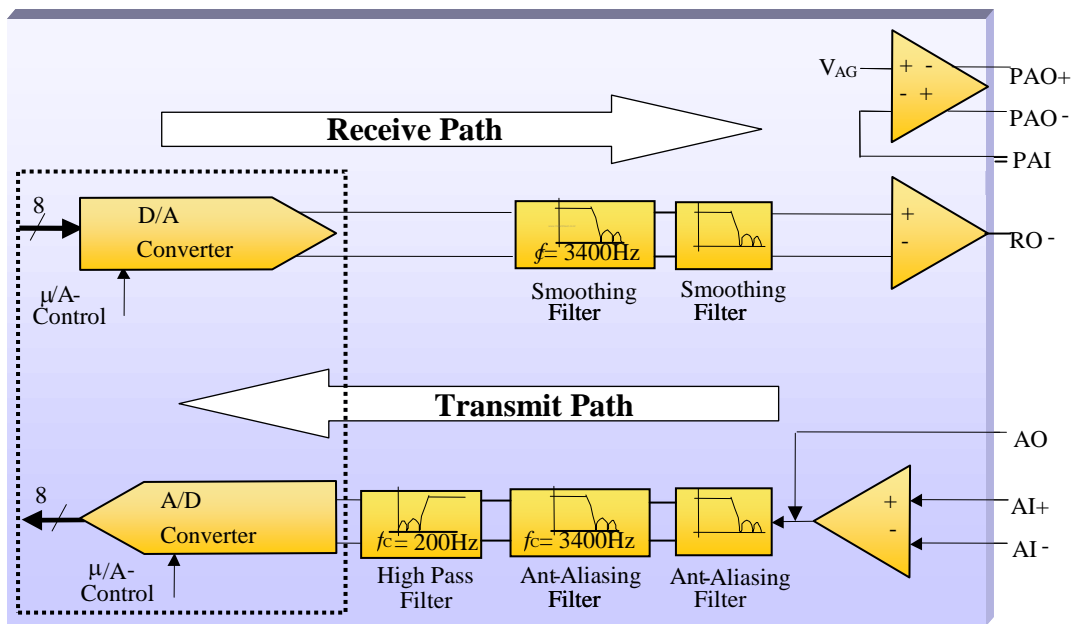 V_AG
+ -
- +
PAO+
PAO-
PAI
Receive Path
8
D/A
Converter
μ/A-
Control
fc= 3400Hz
Smoothing
Filter
Smoothing
Filter
+
-
RO -
Transmit Path
8
A/D
Converter
μ/A-
Control
fC= 200Hz
High Pass
Filter
fC= 3400Hz
Ant-Aliasing
Filter
Ant-Aliasing
Filter
+
-
AO
AI+
AI -